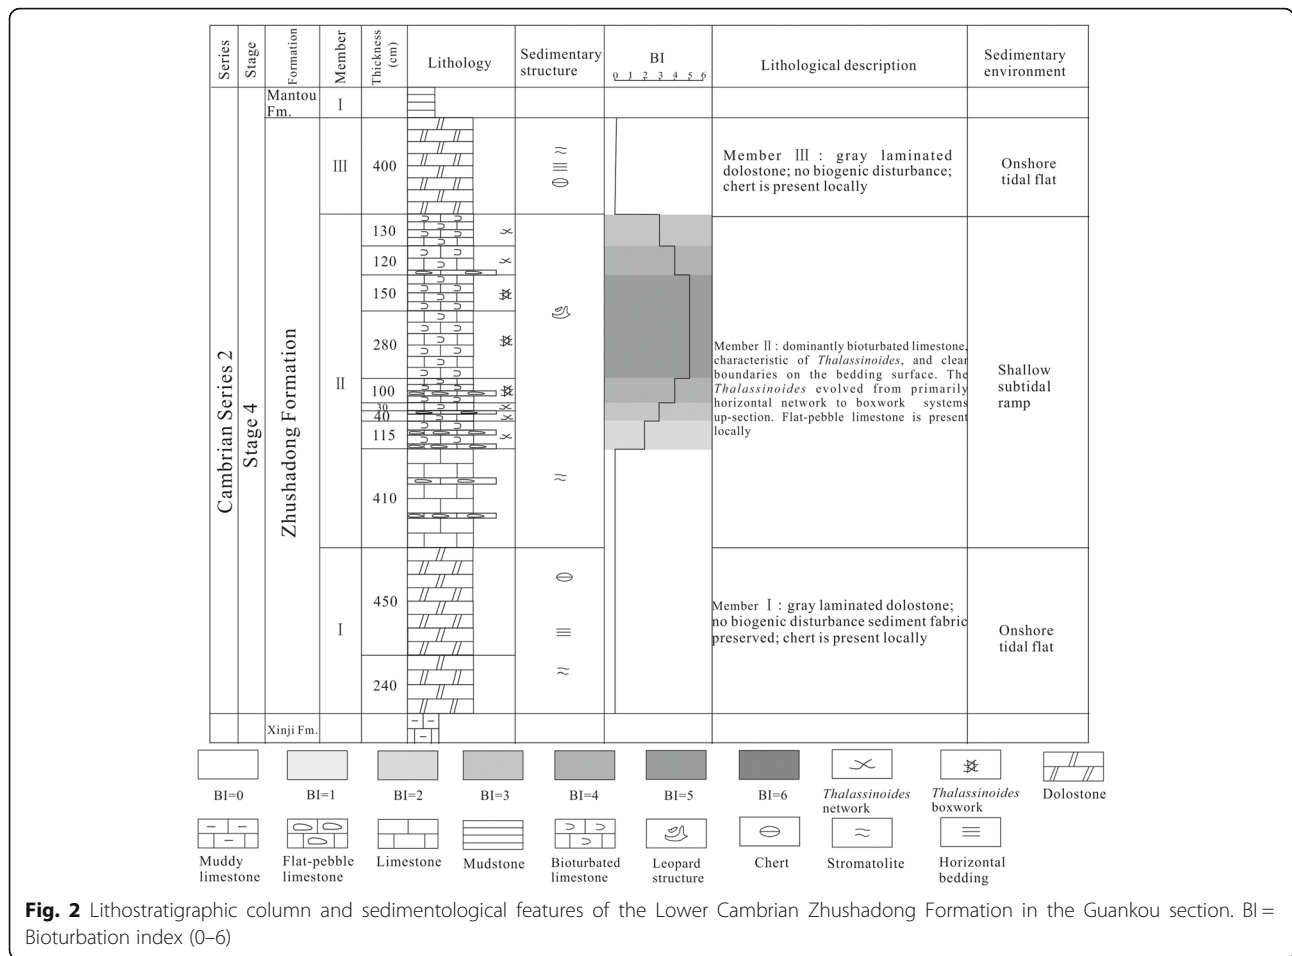 Series
Stage
Formation
Member
Thickness
(cm)
Lithology
Sedimentary
structure
BI
0 1 2 3 4 5 6
Lithological description
Sedimentary
environment
Cambrian Series 2
Stage 4
Mantou
Fm.
I
Zhushadong Formation
III
400
Member III : gray laminated
dolostone; no biogenic disturbance;
chert is present locally
Onshore
tidal flat
II
130
120
150
280
100
30
40
115
410
Member II : dominantly bioturbated limestone,
characteristic of Thalassinoides, and clear
boundaries on the bedding surface. The
Thalassinoides evolved from primarily
horizontal network to boxwork systems
up-section. Flat-pebble limestone is present
locally
Shallow
subtidal
ramp
I
450
240
Member I : gray laminated dolostone;
no biogenic disturbance sediment fabric
preserved; chert is present locally
Onshore
tidal flat
Xinji Fm.
BI=0
BI=1
BI=2
BI=3
BI=4
BI=5
BI=6
Thalassinoides
network
Thalassinoides
boxwork
Dolostone
Muddy
limestone
Flat-pebble
limestone
Limestone
Mudstone
Bioturbated
limestone
Leopard
structure
Chert
Stromatolite
Horizontal
bedding
Fig. 2 Lithostratigraphic column and sedimentological features of the Lower Cambrian Zhushadong Formation in the Guankou section. BI =
Bioturbation index (0–6)